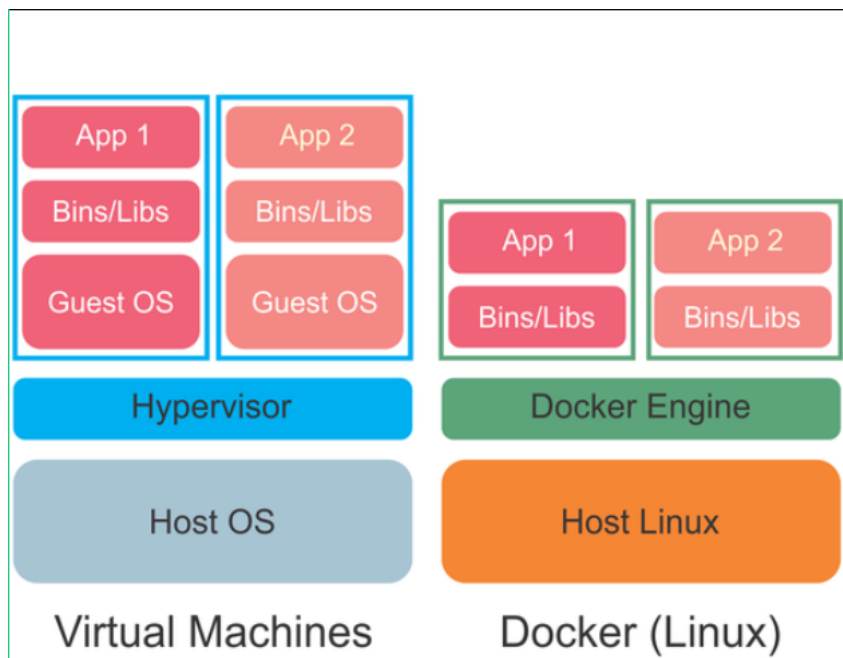 App 1
App 2
Bins/Libs
Bins/Libs
Guest OS
Guest OS
Hypervisor
Host OS
Virtual Machines
App 1
App 2
Bins/Libs
Bins/Libs
Docker Engine
Host Linux
Docker (Linux)